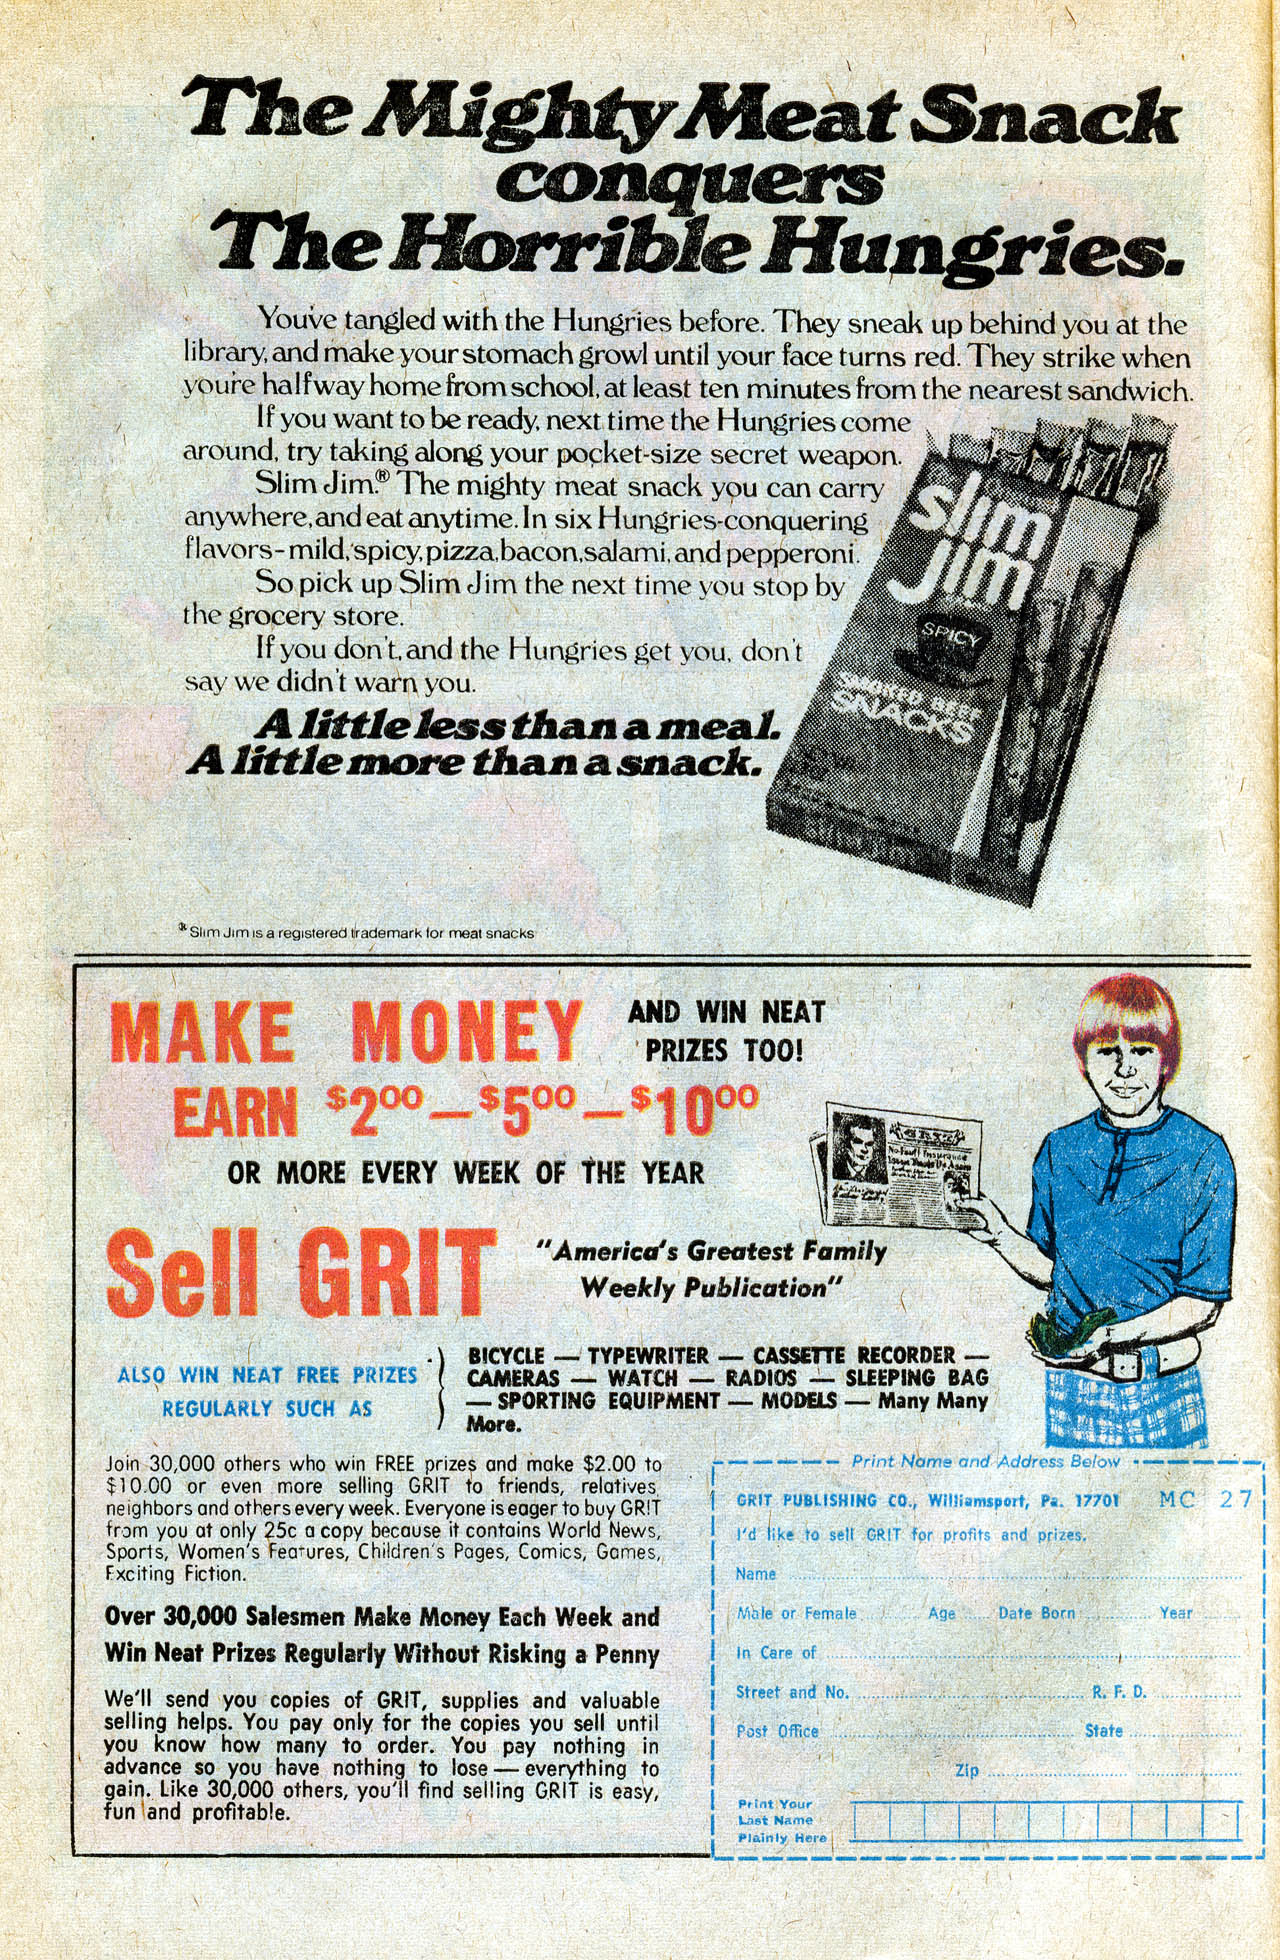 The Mighty Meat Snack
conquers
The Horrible Hungries.
You've tangled with the Hungries before. They sneak up behind you at the
library, and make your stomach growl until your face turns red. They strike when
you're halfway home from school, at least ten minutes from the nearest sandwich.
If you want to be ready, next time the Hungries come
around, try taking along your pocket-size secret weapon.
Slim Jim.® The mighty meat snack you can carry
anywhere, and eat anytime. In six Hungries-conquering
flavors–mild, spicy, pizza, bacon, salami, and pepperoni.
So pick up Slim Jim the next time you stop by
the grocery store.
If you don't, and the Hungries get you, don't
say we didn't warn you.
A little less than a meal.
A little more than a snack.
slim
jim
SPICY
SMOKED BEEF
SNACKS
® Slim Jim is a registered trademark for meat snacks
MAKE MONEY
AND WIN NEAT
PRIZES TOO!
EARN $2.00—$5.00—$10.00
OR MORE EVERY WEEK OF THE YEAR
GRIT
No-Fault Insurance
Sell GRIT
"America's Greatest Family
Weekly Publication"
ALSO WIN NEAT FREE PRIZES
REGULARLY SUCH AS
BICYCLE — TYPEWRITER — CASSETTE RECORDER —
CAMERAS — WATCH — RADIOS — SLEEPING BAG
— SPORTING EQUIPMENT — MODELS — Many Many
More.
Join 30,000 others who win FREE prizes and make $2.00 to
$10.00 or even more selling GRIT to friends, relatives,
neighbors and others every week. Everyone is eager to buy GRIT
from you at only 25c a copy because it contains World News,
Sports, Women's Features, Children's Pages, Comics, Games,
Exciting Fiction.
Over 30,000 Salesmen Make Money Each Week and
Win Neat Prizes Regularly Without Risking a Penny
We'll send you copies of GRIT, supplies and valuable
selling helps. You pay only for the copies you sell until
you know how many to order. You pay nothing in
advance so you have nothing to lose — everything to
gain. Like 30,000 others, you'll find selling GRIT is easy,
fun and profitable.
Print Name and Address Below
GRIT PUBLISHING CO., Williamsport, Pa. 17701 MC 27
I'd like to sell GRIT for profits and prizes.
Name
Male or Female Age Date Born Year
In Care of
Street and No. R. F. D.
Post Office State
Zip
Print Your
Last Name
Plainly Here